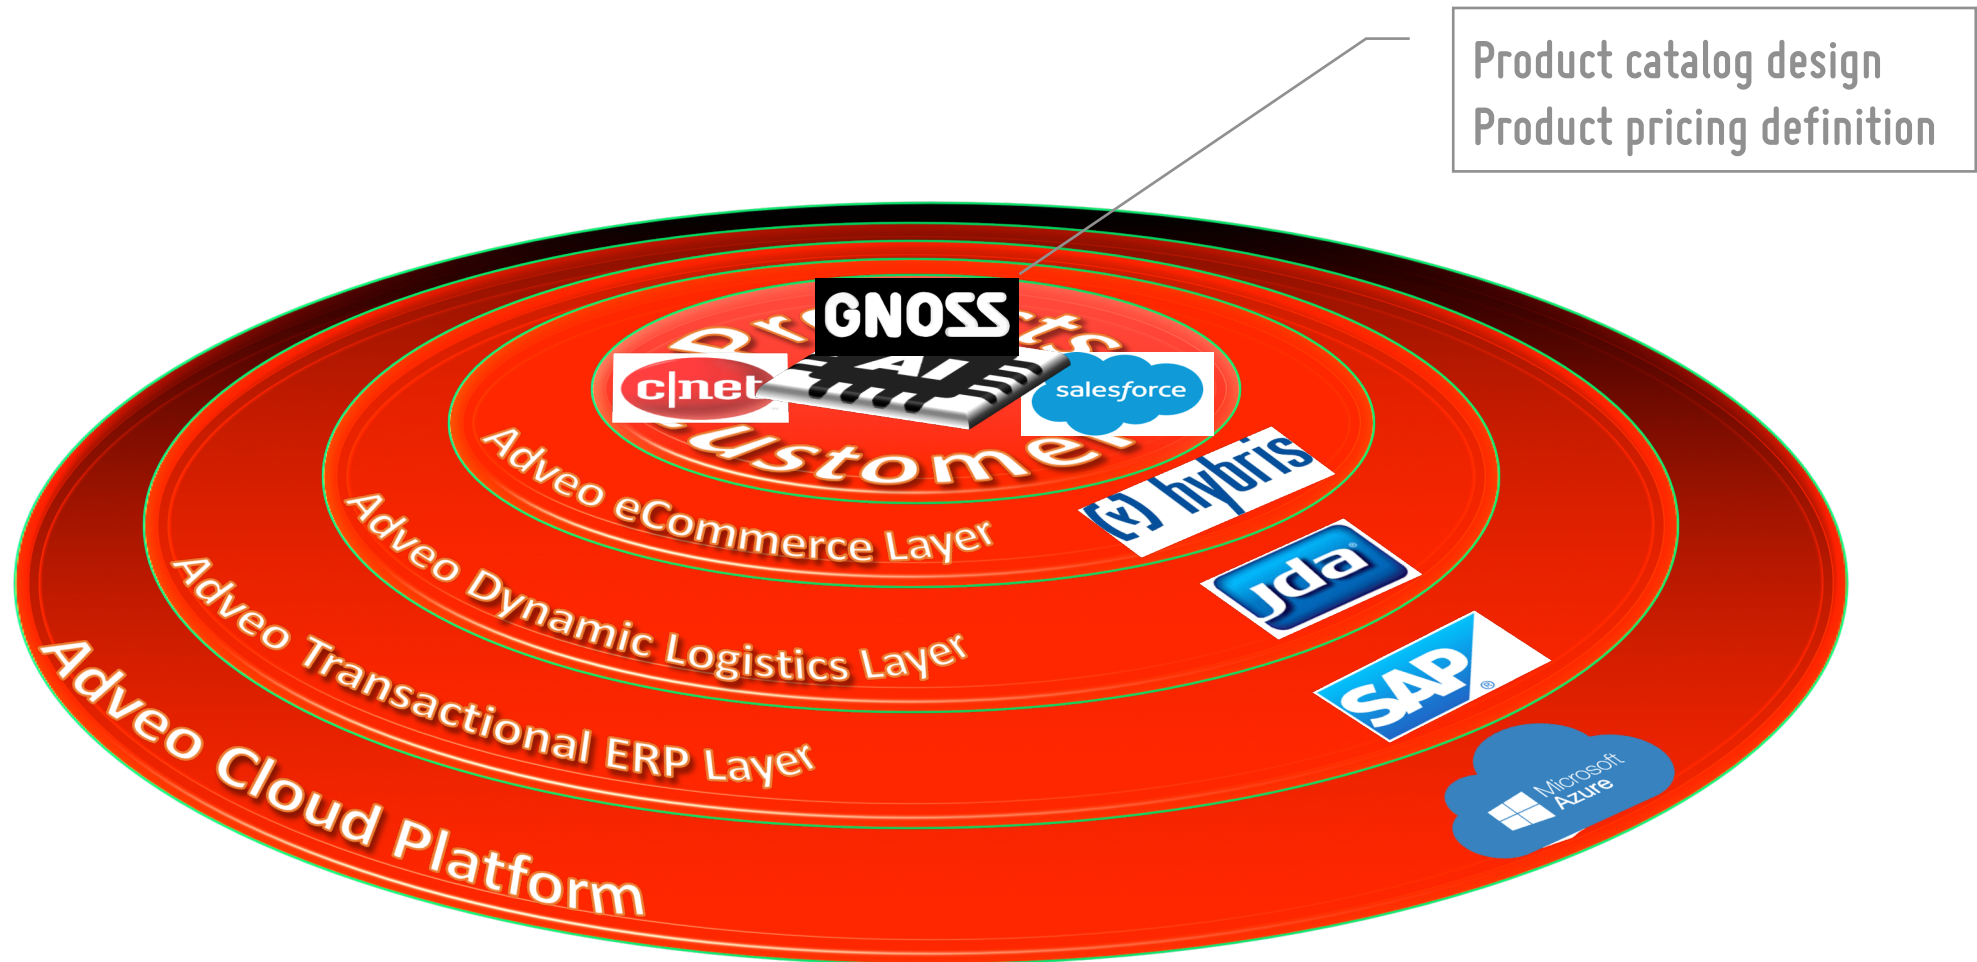 Product catalog design
Product pricing definition
GNOSS
AI
c|net
salesforce
Adveo eCommerce Layer
(y) hybris
Adveo Dynamic Logistics Layer
jda
Adveo Transactional ERP Layer
SAP®
Adveo Cloud Platform
Microsoft
Azure